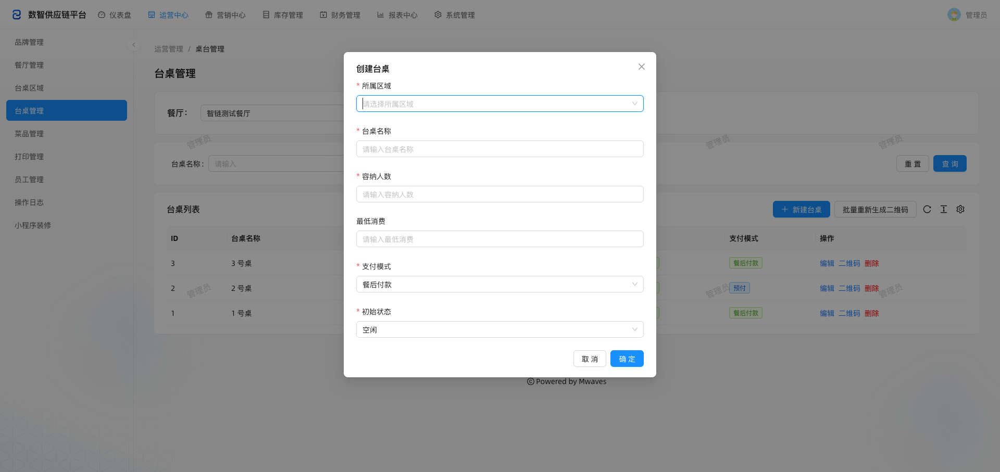 数智供应链平台 仪表盘 运营中心 营销中心 库存管理 财务管理 报表中心 系统管理 管理员
品牌管理
餐厅管理
台桌区域
台桌管理
菜品管理
打印管理
员工管理
操作日志
小程序装修
运营管理 / 桌台管理
台桌管理
餐厅： 智链测试餐厅
管理员 管理员 管理员
台桌名称： 请输入 重 置 查 询
台桌列表 新建台桌 批量重新生成二维码
ID 台桌名称 支付模式 操作
3 3 号桌 餐后付款 编辑 二维码 删除
2 2 号桌 预付 编辑 二维码 删除
管理员 管理员 管理员
1 1 号桌 餐后付款 编辑 二维码 删除
创建台桌
* 所属区域
请选择所属区域
* 台桌名称
请输入台桌名称
* 容纳人数
请输入容纳人数
最低消费
请输入最低消费
* 支付模式
餐后付款
* 初始状态
空闲
取 消 确 定
© Powered by Mwaves